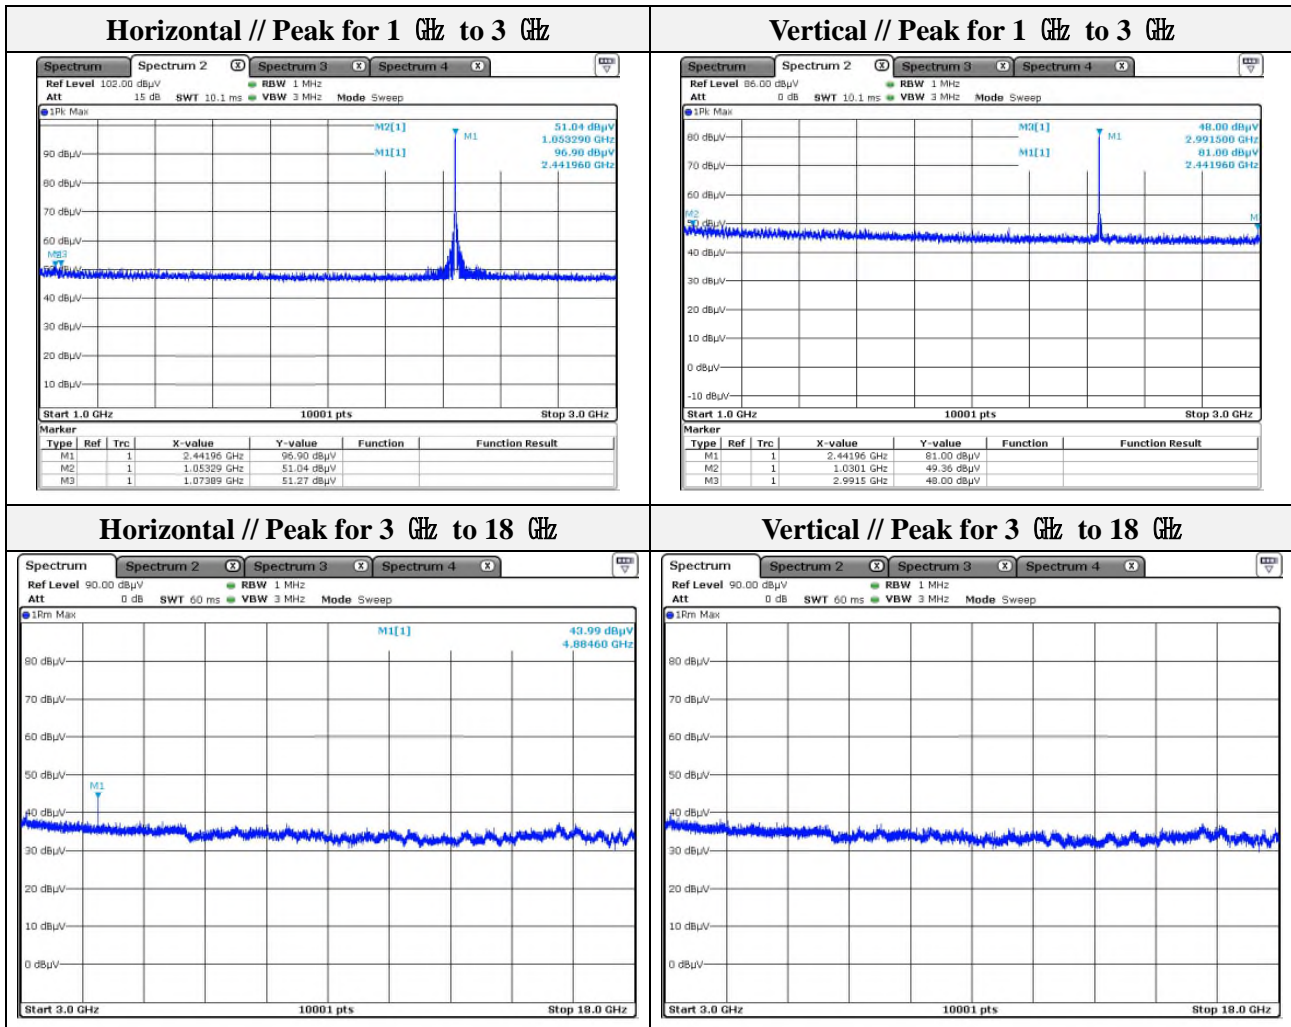 Horizontal // Peak for 1 ㎓ to 3 ㎓
Spectrum Spectrum 2 X Spectrum 3 X Spectrum 4 X
Ref Level 102.00 dBµV RBW 1 MHz
Att 15 dB SWT 10.1 ms VBW 3 MHz Mode Sweep
1Pk Max
M2[1] 51.04 dBµV
1.053290 GHz
M1[1] 96.90 dBµV
2.441960 GHz
M1
90 dBµV
80 dBµV
70 dBµV
60 dBµV
M3
50 dBµV
40 dBµV
30 dBµV
20 dBµV
10 dBµV
Start 1.0 GHz 10001 pts Stop 3.0 GHz
Marker
Type Ref Trc X-value Y-value Function Function Result
M1 1 2.44196 GHz 96.90 dBµV
M2 1 1.05329 GHz 51.04 dBµV
M3 1 1.07389 GHz 51.27 dBµV
Vertical // Peak for 1 ㎓ to 3 ㎓
Spectrum Spectrum 2 X Spectrum 3 X Spectrum 4 X
Ref Level 86.00 dBµV RBW 1 MHz
Att 0 dB SWT 10.1 ms VBW 3 MHz Mode Sweep
1Pk Max
M3[1] 48.00 dBµV
2.991500 GHz
M1[1] 81.00 dBµV
2.441960 GHz
M1
80 dBµV
70 dBµV
60 dBµV
M2
50 dBµV
M
40 dBµV
30 dBµV
20 dBµV
10 dBµV
0 dBµV
-10 dBµV
Start 1.0 GHz 10001 pts Stop 3.0 GHz
Marker
Type Ref Trc X-value Y-value Function Function Result
M1 1 2.44196 GHz 81.00 dBµV
M2 1 1.0301 GHz 49.36 dBµV
M3 1 2.9915 GHz 48.00 dBµV
Horizontal // Peak for 3 ㎓ to 18 ㎓
Spectrum Spectrum 2 X Spectrum 3 X Spectrum 4 X
Ref Level 90.00 dBµV RBW 1 MHz
Att 0 dB SWT 60 ms VBW 3 MHz Mode Sweep
1Rm Max
M1[1] 43.99 dBµV
4.88460 GHz
80 dBµV
70 dBµV
60 dBµV
50 dBµV
M1
40 dBµV
30 dBµV
20 dBµV
10 dBµV
0 dBµV
Start 3.0 GHz 10001 pts Stop 18.0 GHz
Vertical // Peak for 3 ㎓ to 18 ㎓
Spectrum Spectrum 2 X Spectrum 3 X Spectrum 4 X
Ref Level 90.00 dBµV RBW 1 MHz
Att 0 dB SWT 60 ms VBW 3 MHz Mode Sweep
1Rm Max
80 dBµV
70 dBµV
60 dBµV
50 dBµV
40 dBµV
30 dBµV
20 dBµV
10 dBµV
0 dBµV
Start 3.0 GHz 10001 pts Stop 18.0 GHz